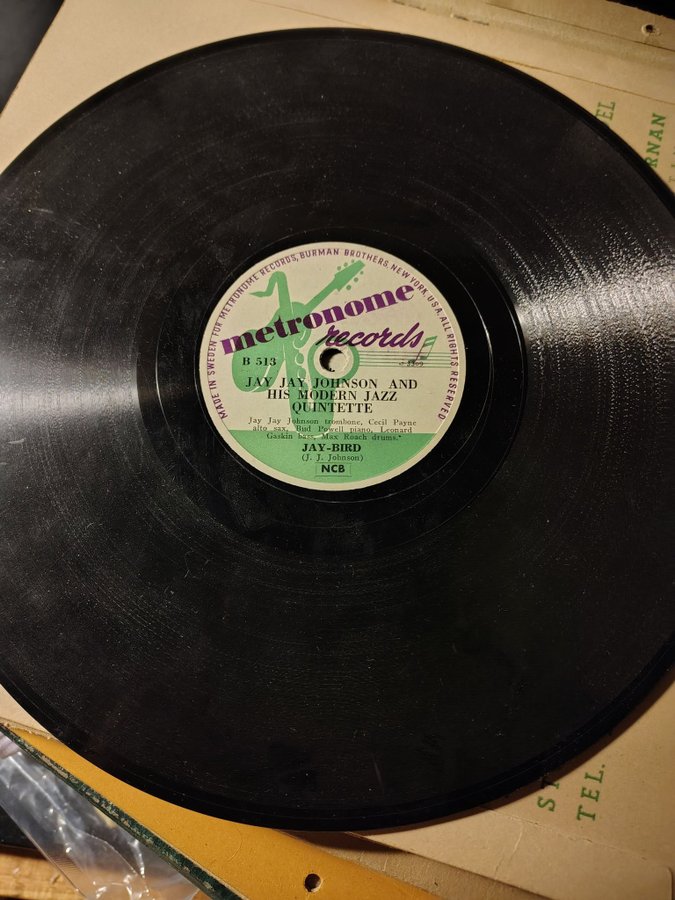 MADE IN SWEDEN FOR METRONOME RECORDS, BURMAN BROTHERS, NEW YORK, U.S.A. ALL RIGHTS RESERVED
metronome
records
B 513
JAY JAY JOHNSON AND
HIS MODERN JAZZ
QUINTETTE
Jay Jay Johnson trombone, Cecil Payne
alto sax, Bud Powell piano, Leonard
Gaskin bass, Max Roach drums.
JAY-BIRD
(J. J. Johnson)
NCB
EL
RNAN
TEL.